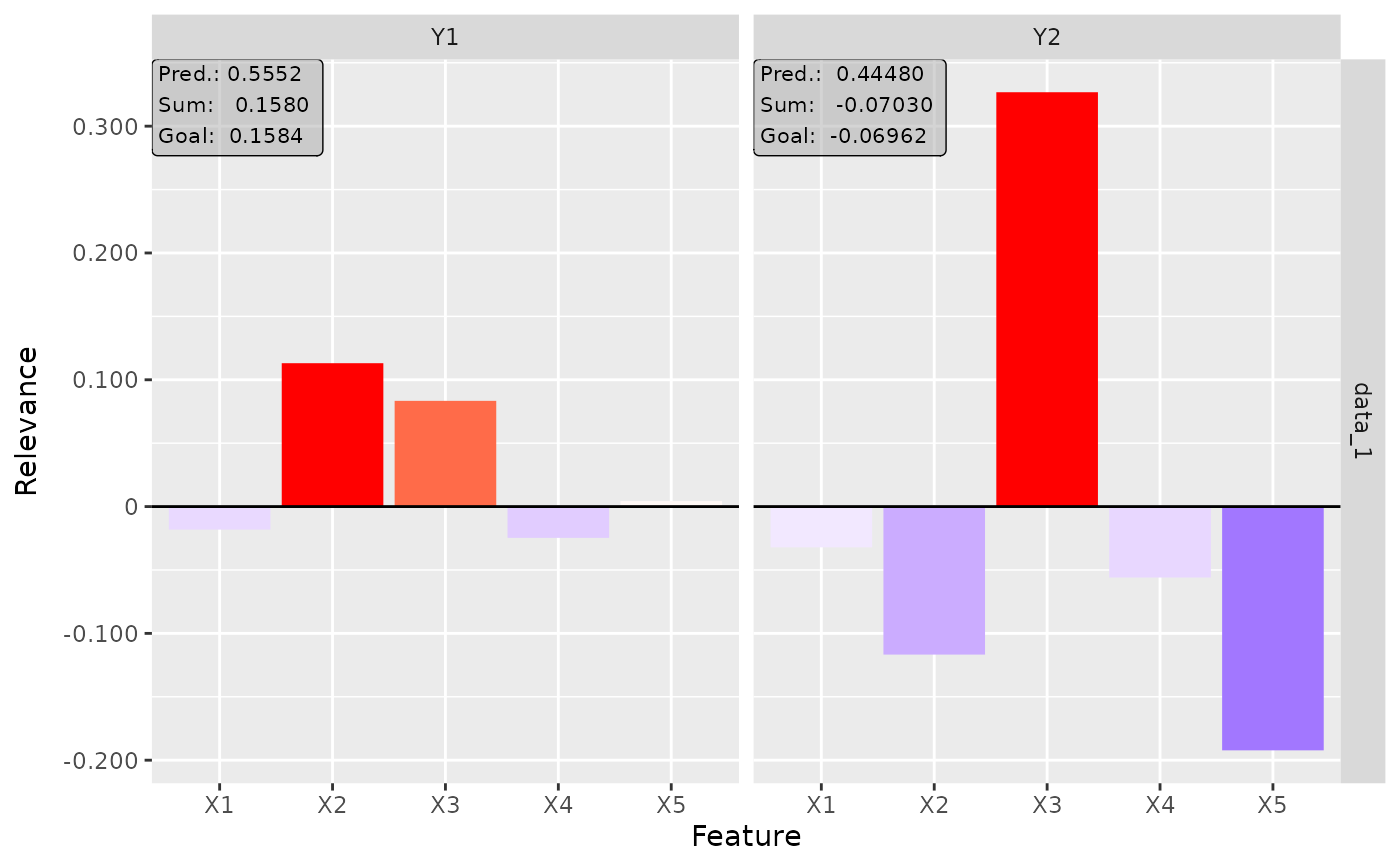 Y1
Y2
Pred.: 0.5552
Sum: 0.1580
Goal: 0.1584
Pred.: 0.44480
Sum: -0.07030
Goal: -0.06962
0.300
0.200
0.100
0
-0.100
-0.200
Relevance
data_1
X1 X2 X3 X4 X5
X1 X2 X3 X4 X5
Feature